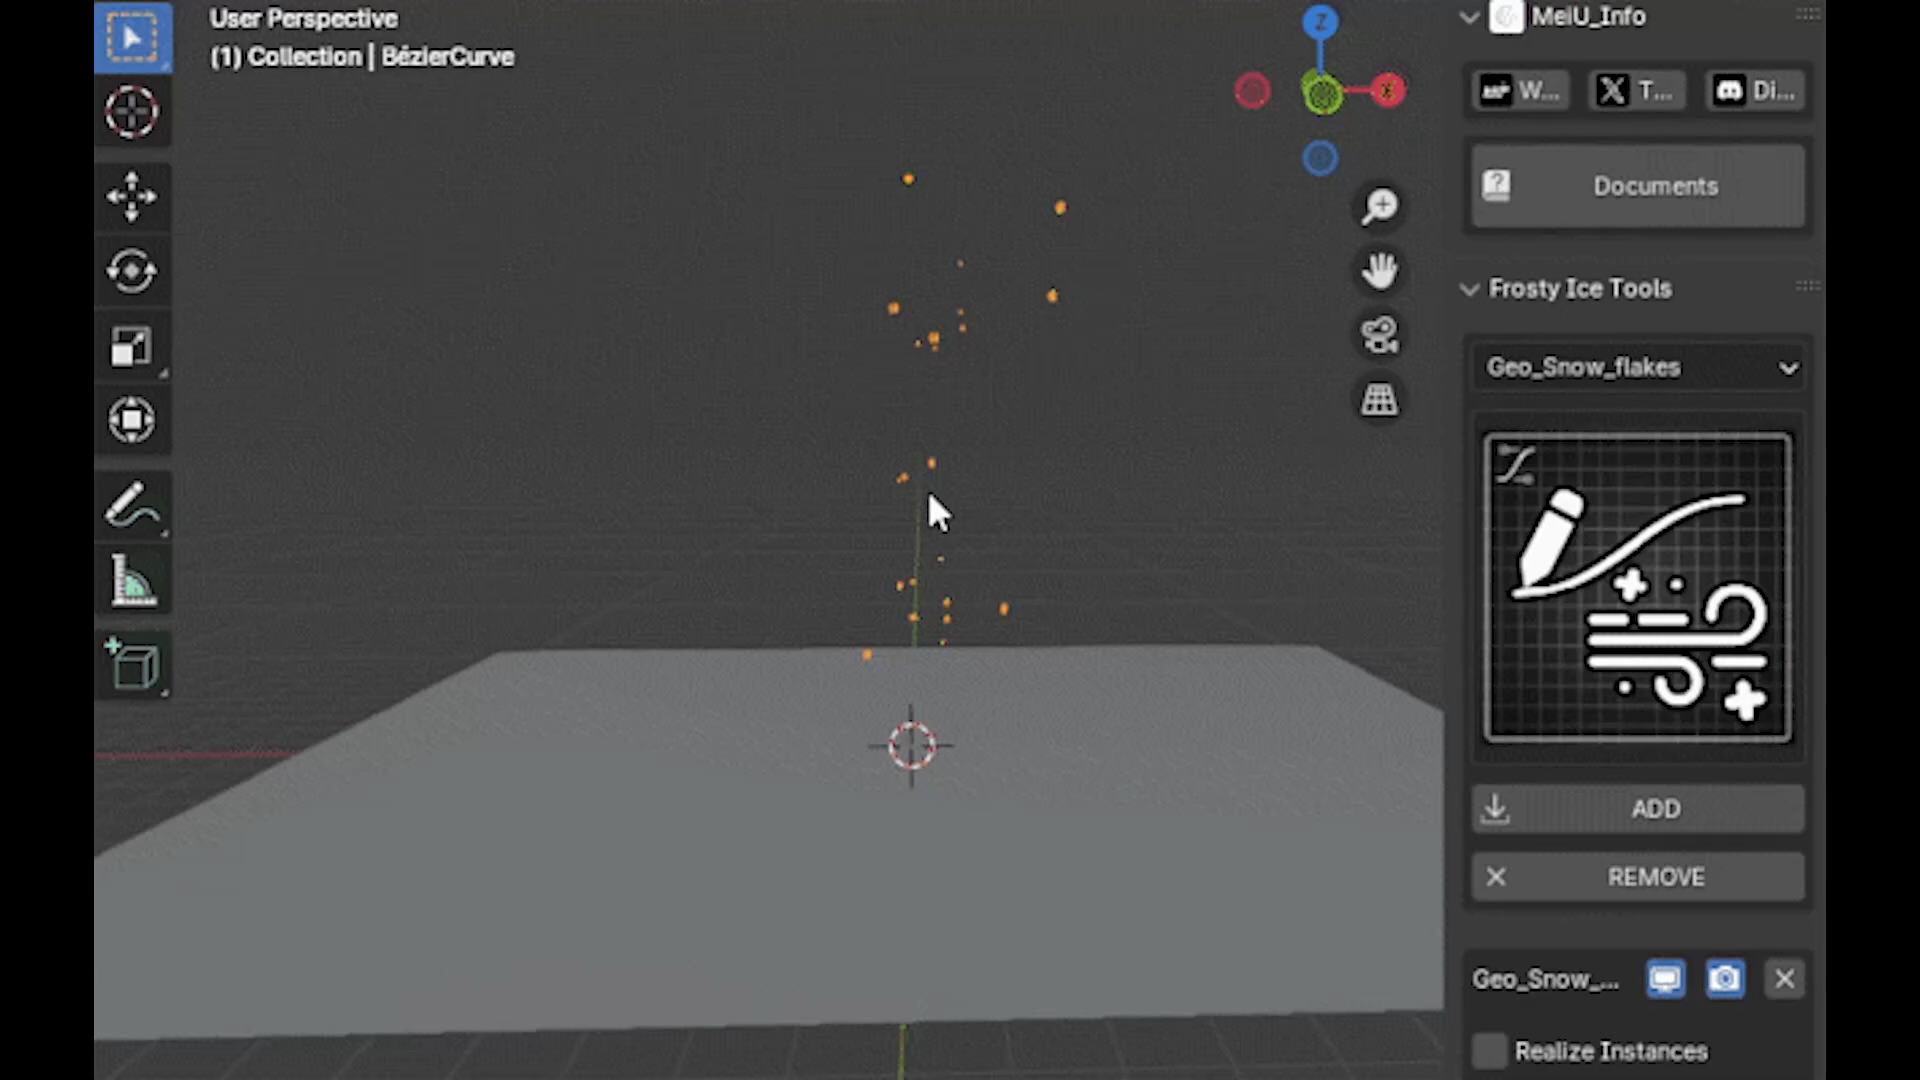 User Perspective
(1) Collection | BézierCurve
Z
X
MeiU_Info
W...
T...
Di...
Documents
Frosty Ice Tools
Geo_Snow_flakes
ADD
REMOVE
Geo_Snow_...
Realize Instances